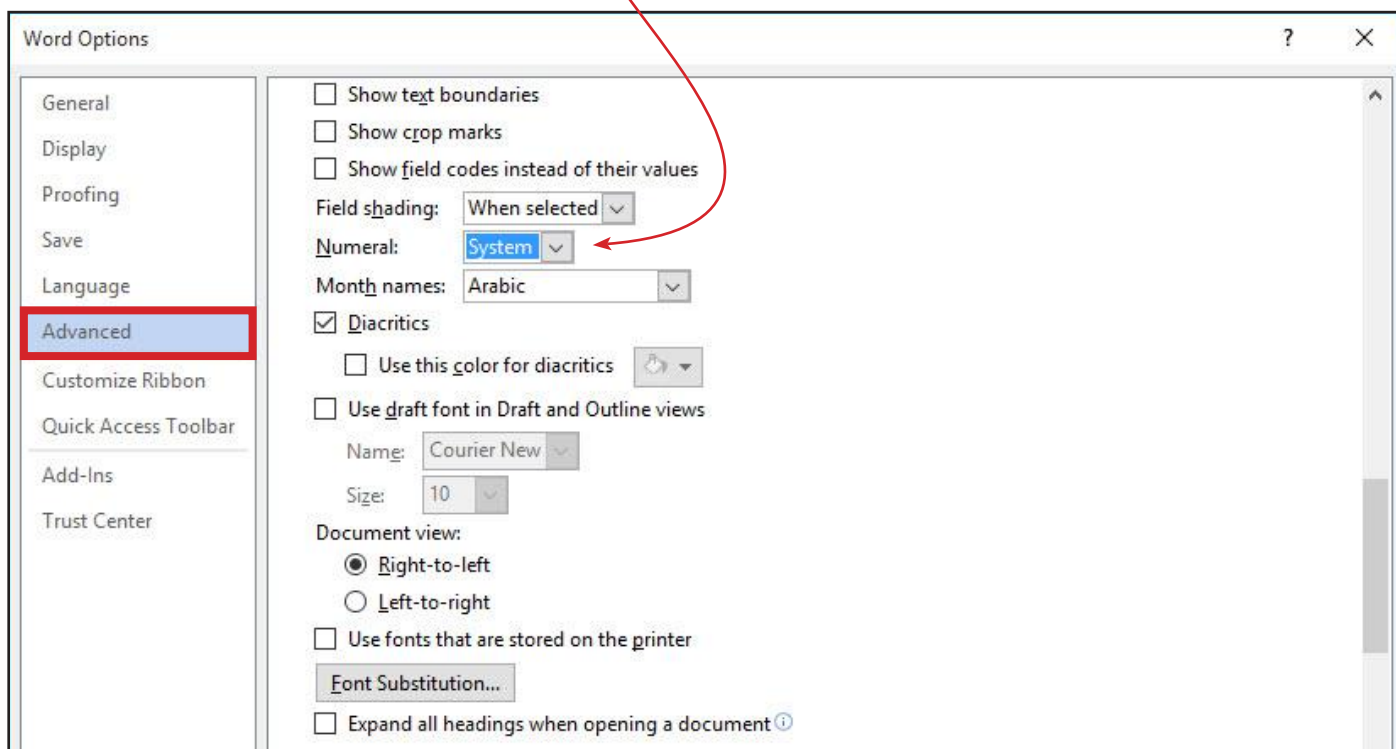 Word Options
?
General
Display
Proofing
Save
Language
Advanced
Customize Ribbon
Quick Access Toolbar
Add-Ins
Trust Center
Show text boundaries
Show crop marks
Show field codes instead of their values
Field shading: When selected
Numeral: System
Month names: Arabic
Diacritics
Use this color for diacritics
Use draft font in Draft and Outline views
Name: Courier New
Size: 10
Document view:
Right-to-left
Left-to-right
Use fonts that are stored on the printer
Font Substitution...
Expand all headings when opening a document